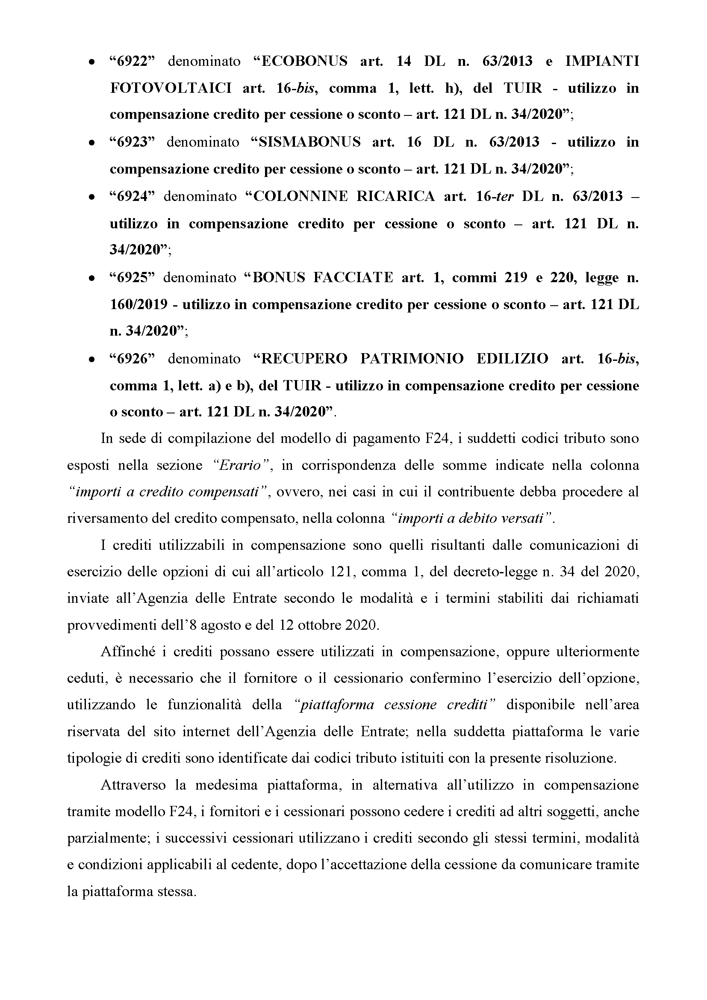 • “6922” denominato “ECOBONUS art. 14 DL n. 63/2013 e IMPIANTI
FOTOVOLTAICI art. 16-bis, comma 1, lett. h), del TUIR - utilizzo in
compensazione credito per cessione o sconto – art. 121 DL n. 34/2020”;
• “6923” denominato “SISMABONUS art. 16 DL n. 63/2013 - utilizzo in
compensazione credito per cessione o sconto – art. 121 DL n. 34/2020”;
• “6924” denominato “COLONNINE RICARICA art. 16-ter DL n. 63/2013 –
utilizzo in compensazione credito per cessione o sconto – art. 121 DL n.
34/2020”;
• “6925” denominato “BONUS FACCIATE art. 1, commi 219 e 220, legge n.
160/2019 - utilizzo in compensazione credito per cessione o sconto – art. 121 DL
n. 34/2020”;
• “6926” denominato “RECUPERO PATRIMONIO EDILIZIO art. 16-bis,
comma 1, lett. a) e b), del TUIR - utilizzo in compensazione credito per cessione
o sconto – art. 121 DL n. 34/2020”.
In sede di compilazione del modello di pagamento F24, i suddetti codici tributo sono
esposti nella sezione “Erario”, in corrispondenza delle somme indicate nella colonna
“importi a credito compensati”, ovvero, nei casi in cui il contribuente debba procedere al
riversamento del credito compensato, nella colonna “importi a debito versati”.
I crediti utilizzabili in compensazione sono quelli risultanti dalle comunicazioni di
esercizio delle opzioni di cui all’articolo 121, comma 1, del decreto-legge n. 34 del 2020,
inviate all’Agenzia delle Entrate secondo le modalità e i termini stabiliti dai richiamati
provvedimenti dell’8 agosto e del 12 ottobre 2020.
Affinché i crediti possano essere utilizzati in compensazione, oppure ulteriormente
ceduti, è necessario che il fornitore o il cessionario confermino l’esercizio dell’opzione,
utilizzando le funzionalità della “piattaforma cessione crediti” disponibile nell’area
riservata del sito internet dell’Agenzia delle Entrate; nella suddetta piattaforma le varie
tipologie di crediti sono identificate dai codici tributo istituiti con la presente risoluzione.
Attraverso la medesima piattaforma, in alternativa all’utilizzo in compensazione
tramite modello F24, i fornitori e i cessionari possono cedere i crediti ad altri soggetti, anche
parzialmente; i successivi cessionari utilizzano i crediti secondo gli stessi termini, modalità
e condizioni applicabili al cedente, dopo l’accettazione della cessione da comunicare tramite
la piattaforma stessa.